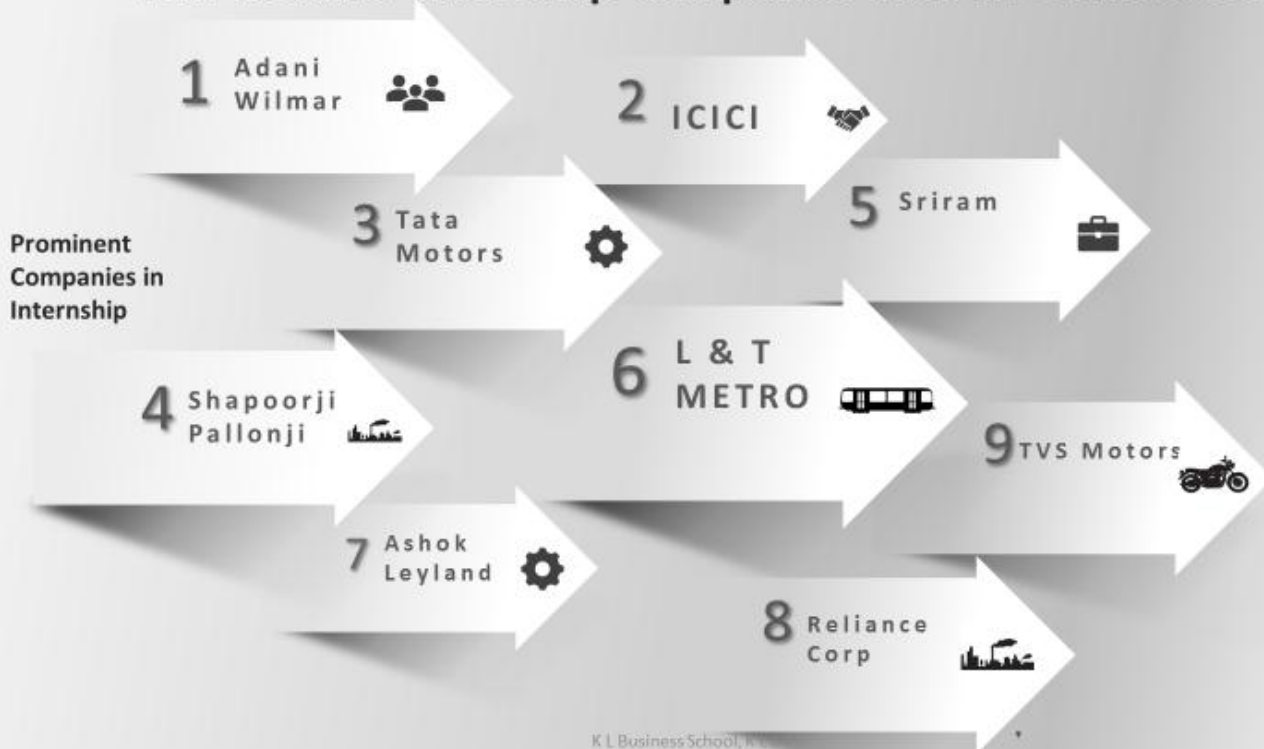 Prominent
Companies in
Internship
1 Adani
Wilmar
2 ICICI
3 Tata
Motors
4 Shapoorji
Pallonji
5 Sriram
6 L & T
METRO
7 Ashok
Leyland
8 Reliance
Corp
9 TVS Motors
K L Business School,